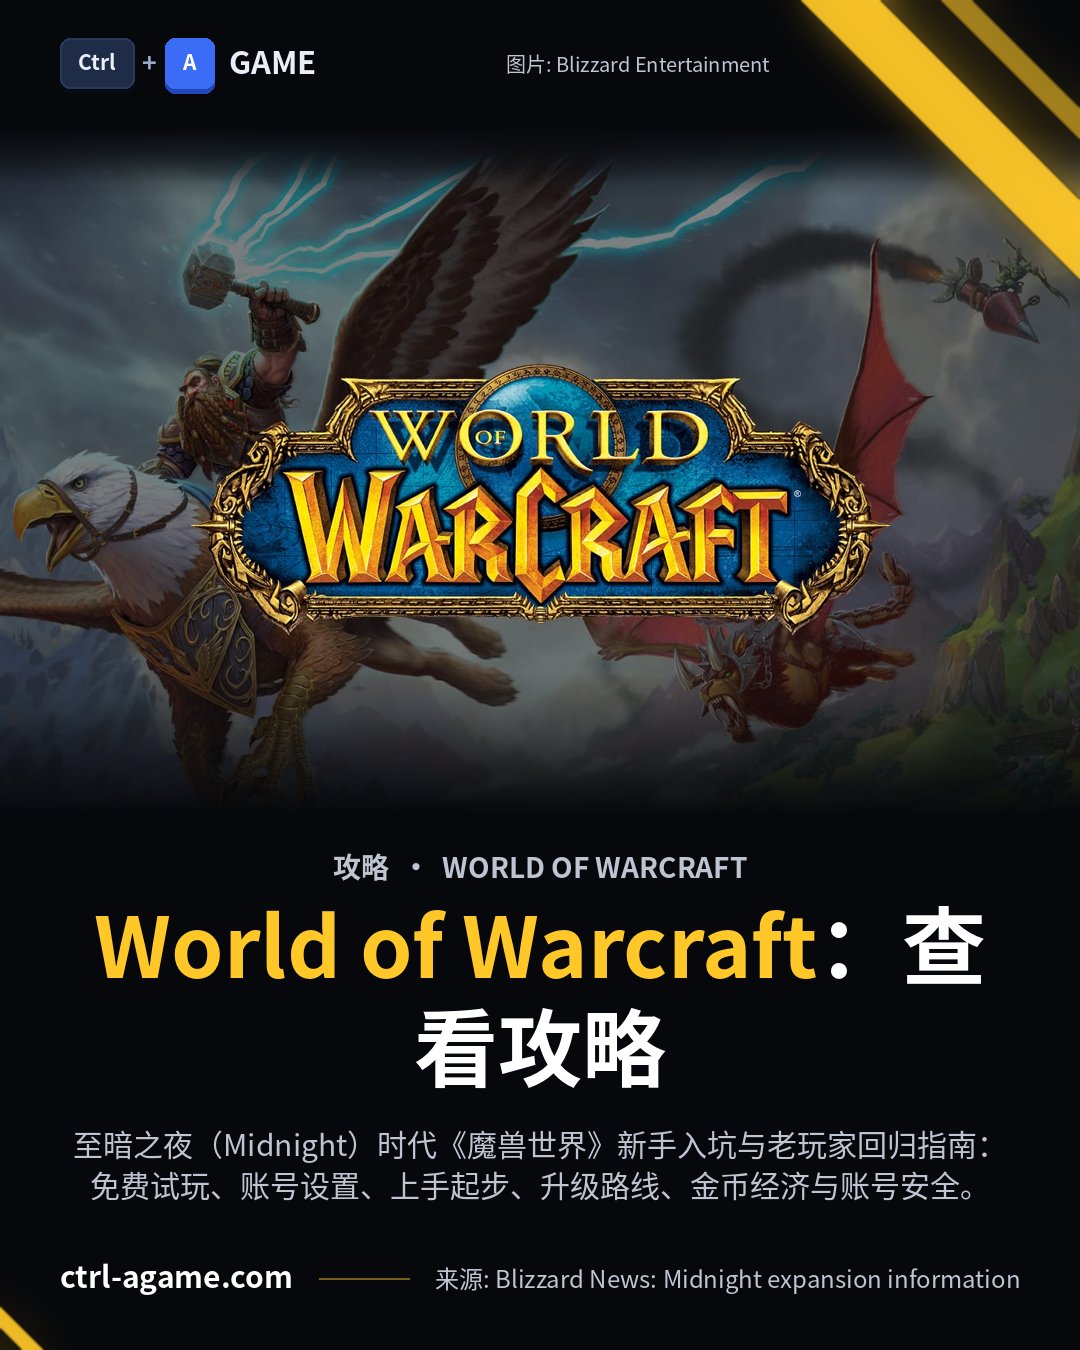 Ctrl + A GAME
图片: Blizzard Entertainment
WORLD
OF
WARCRAFT®
攻略 · WORLD OF WARCRAFT
World of Warcraft：查
看攻略
至暗之夜（Midnight）时代《魔兽世界》新手入坑与老玩家回归指南：
免费试玩、账号设置、上手起步、升级路线、金币经济与账号安全。
ctrl-agame.com
来源: Blizzard News: Midnight expansion information